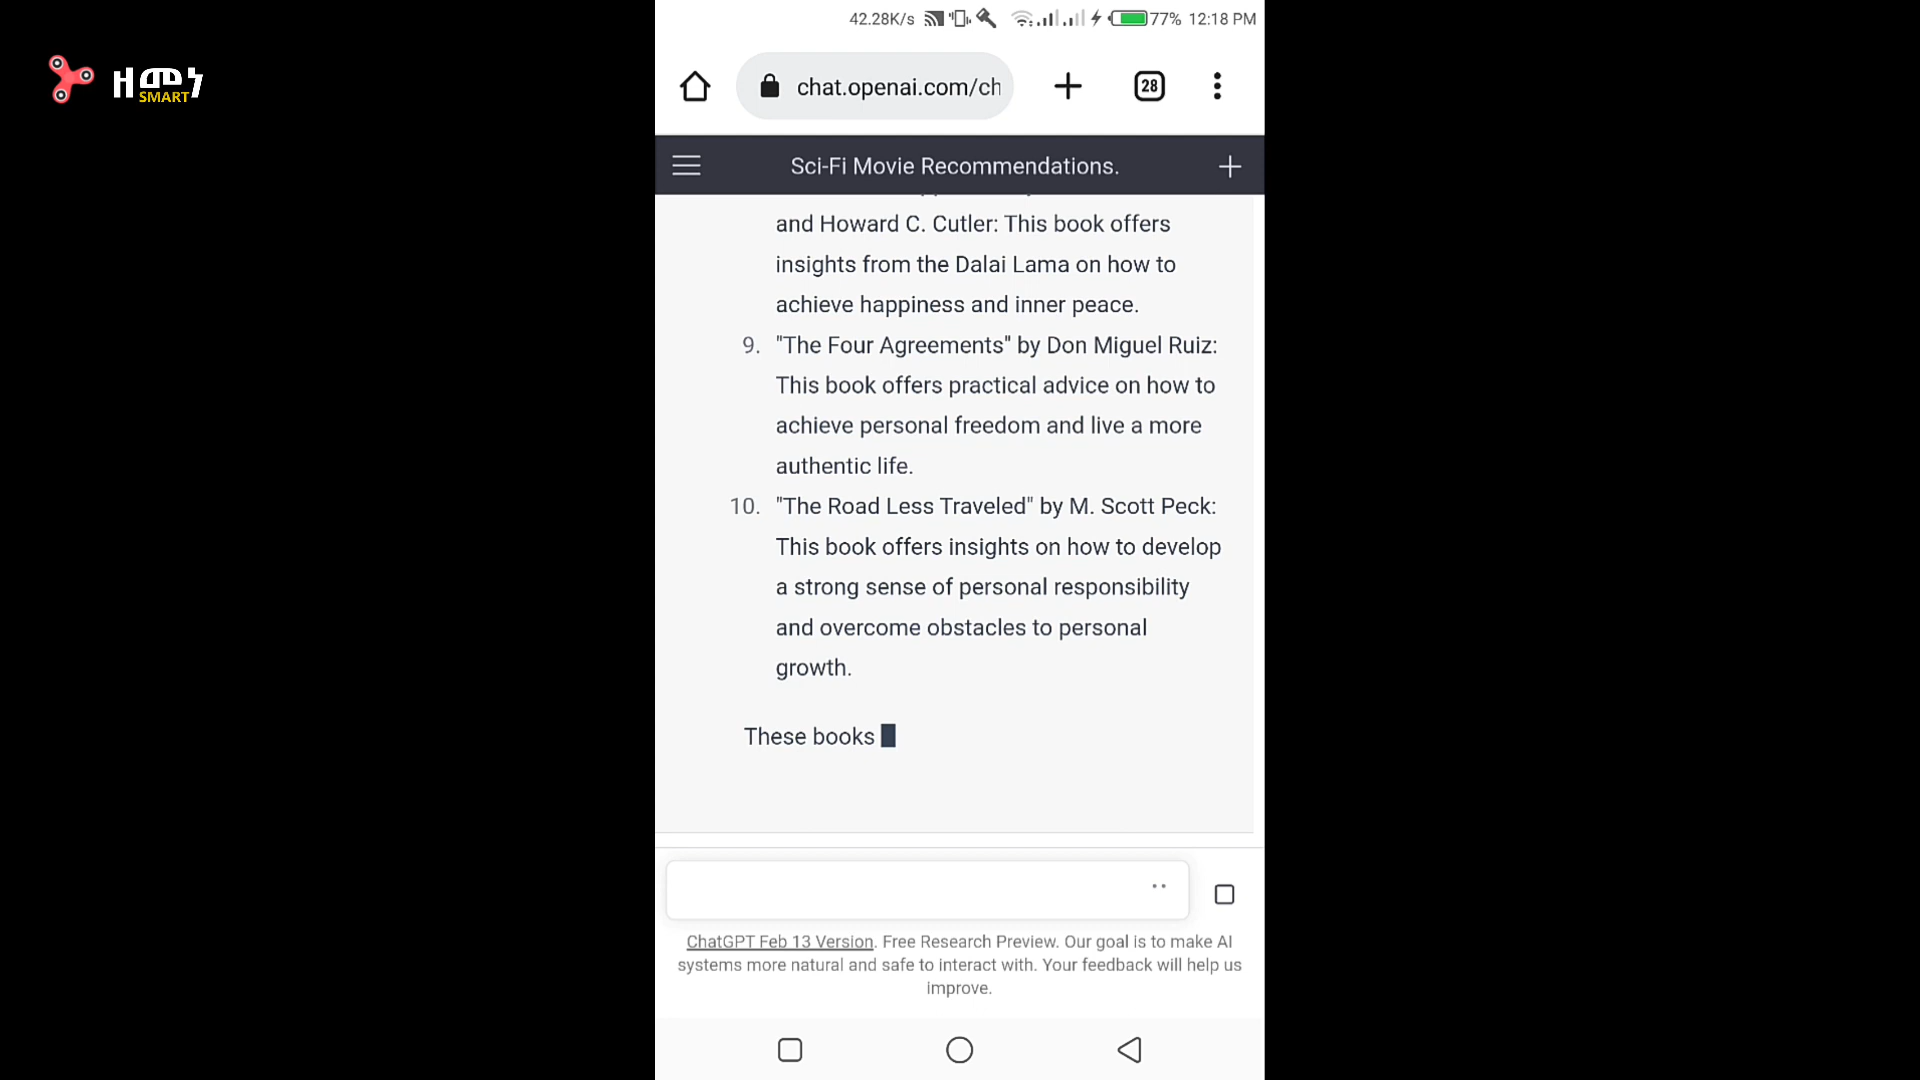 42.28K/s 77% 12:18 PM
ዘመነ
SMART
chat.openai.com/ch
28
Sci-Fi Movie Recommendations.
and Howard C. Cutler: This book offers
insights from the Dalai Lama on how to
achieve happiness and inner peace.
9. "The Four Agreements" by Don Miguel Ruiz:
This book offers practical advice on how to
achieve personal freedom and live a more
authentic life.
10. "The Road Less Traveled" by M. Scott Peck:
This book offers insights on how to develop
a strong sense of personal responsibility
and overcome obstacles to personal
growth.
These books
ChatGPT Feb 13 Version. Free Research Preview. Our goal is to make AI
systems more natural and safe to interact with. Your feedback will help us
improve.